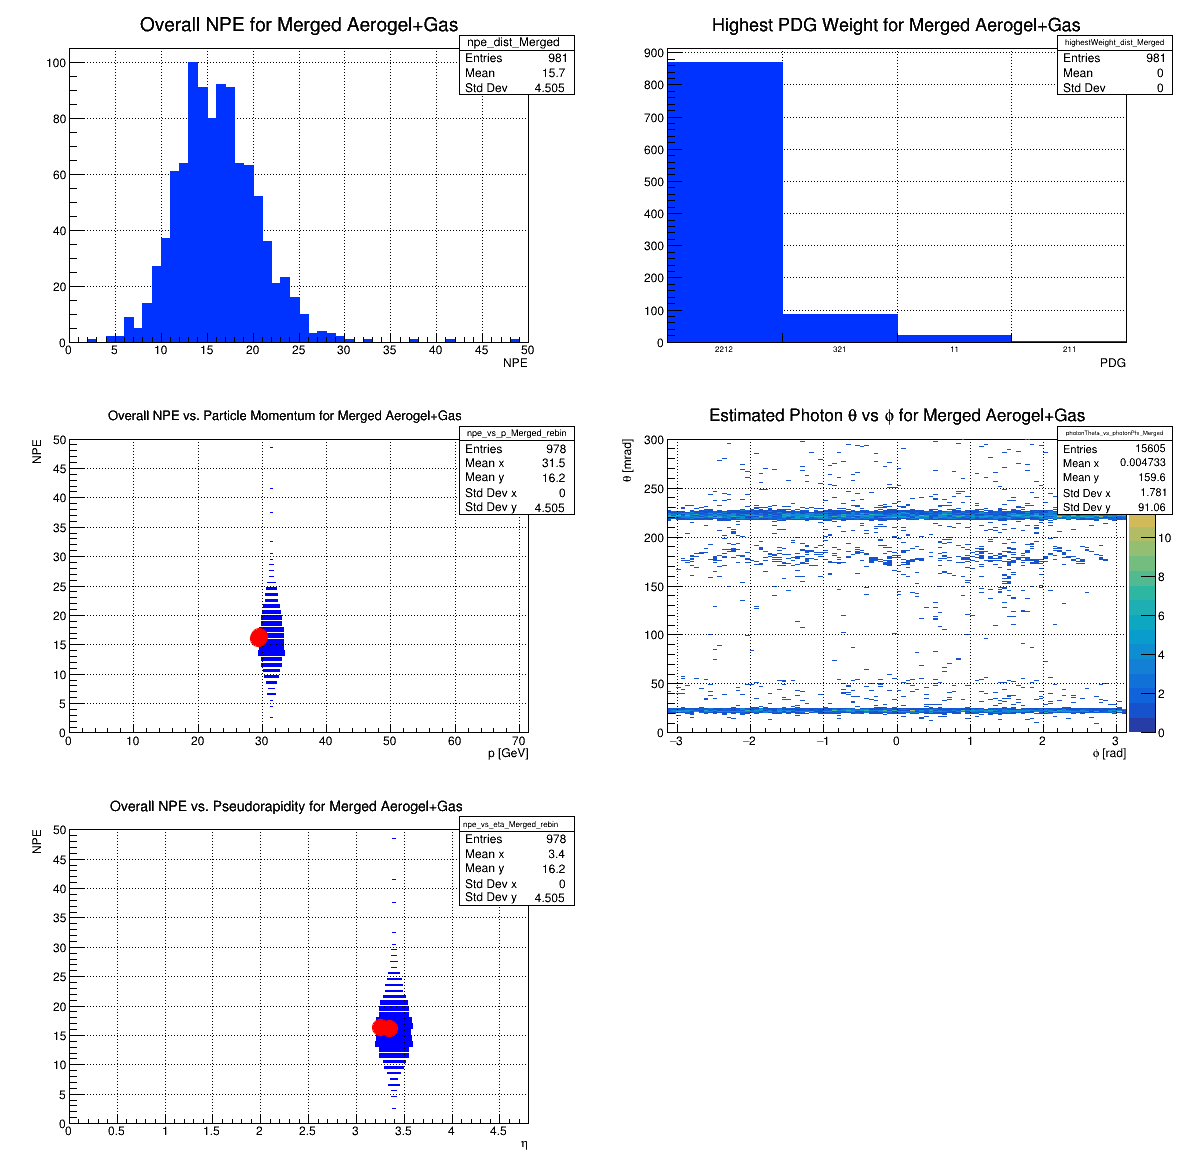 Overall NPE for Merged Aerogel+Gas
npe_dist_Merged
Entries 981
Mean 15.7
Std Dev 4.505
100
80
60
40
20
0
0 5 10 15 20 25 30 35 40 45 50
NPE
Highest PDG Weight for Merged Aerogel+Gas
highestWeight_dist_Merged
Entries 981
Mean 0
Std Dev 0
900
800
700
600
500
400
300
200
100
0
2212 321 11 211
PDG
Overall NPE vs. Particle Momentum for Merged Aerogel+Gas
npe_vs_p_Merged_rebin
Entries 978
Mean x 31.5
Mean y 16.2
Std Dev x 0
Std Dev y 4.505
NPE
50
45
40
35
30
25
20
15
10
5
0
0 10 20 30 40 50 60 70
p [GeV]
Estimated Photon θ vs ϕ for Merged Aerogel+Gas
photonTheta_vs_photonPhi_Merged
Entries 15605
Mean x 0.004733
Mean y 159.6
Std Dev x 1.781
Std Dev y 91.06
θ [mrad]
300
250
200
150
100
50
0
−3 −2 −1 0 1 2 3
ϕ [rad]
10
8
6
4
2
0
Overall NPE vs. Pseudorapidity for Merged Aerogel+Gas
npe_vs_eta_Merged_rebin
Entries 978
Mean x 3.4
Mean y 16.2
Std Dev x 0
Std Dev y 4.505
NPE
50
45
40
35
30
25
20
15
10
5
0
0 0.5 1 1.5 2 2.5 3 3.5 4 4.5
η